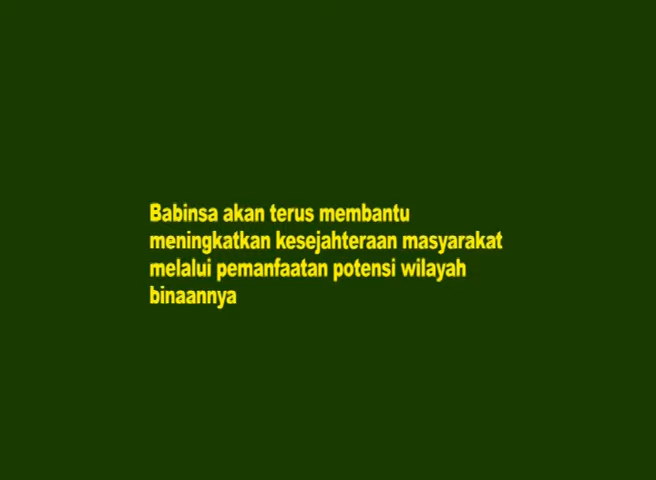 Babinsa akan terus membantu
meningkatkan kesejahteraan masyarakat
melalui pemanfaatan potensi wilayah
binaannya